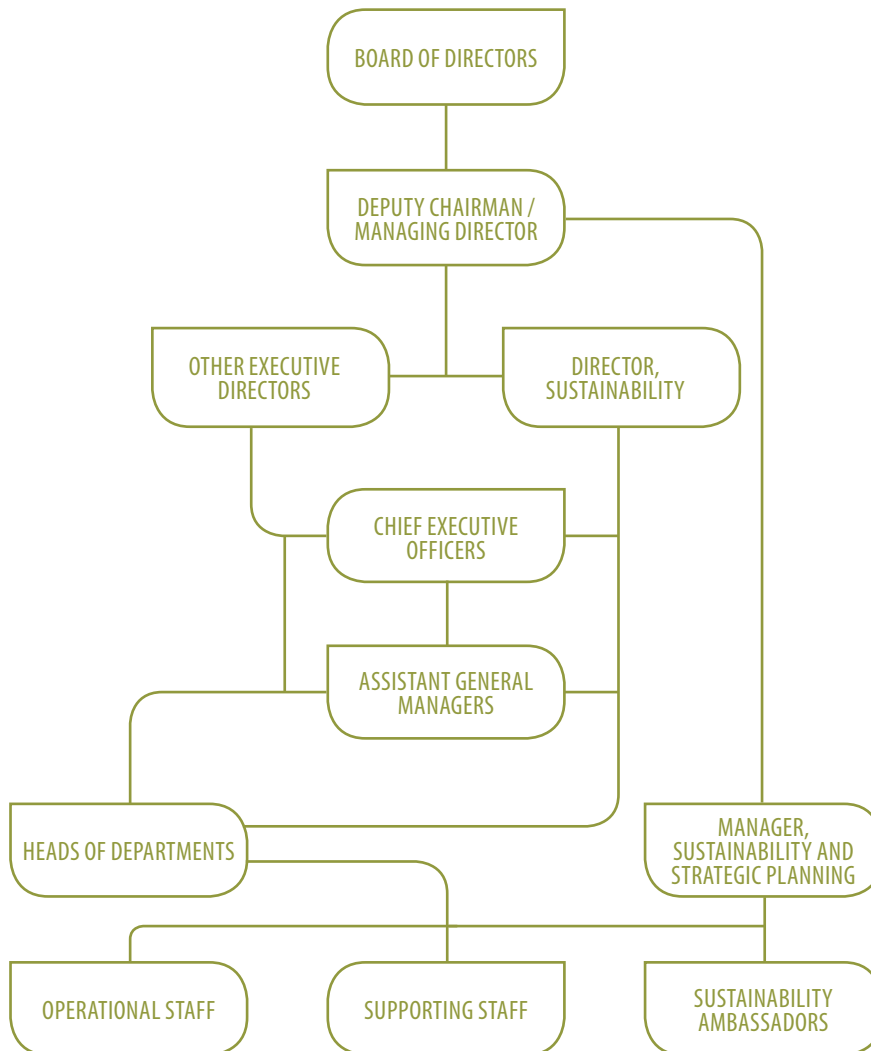 BOARD OF DIRECTORS
DEPUTY CHAIRMAN /
MANAGING DIRECTOR
OTHER EXECUTIVE
DIRECTORS
DIRECTOR,
SUSTAINABILITY
CHIEF EXECUTIVE
OFFICERS
ASSISTANT GENERAL
MANAGERS
HEADS OF DEPARTMENTS
MANAGER,
SUSTAINABILITY AND
STRATEGIC PLANNING
OPERATIONAL STAFF
SUPPORTING STAFF
SUSTAINABILITY
AMBASSADORS